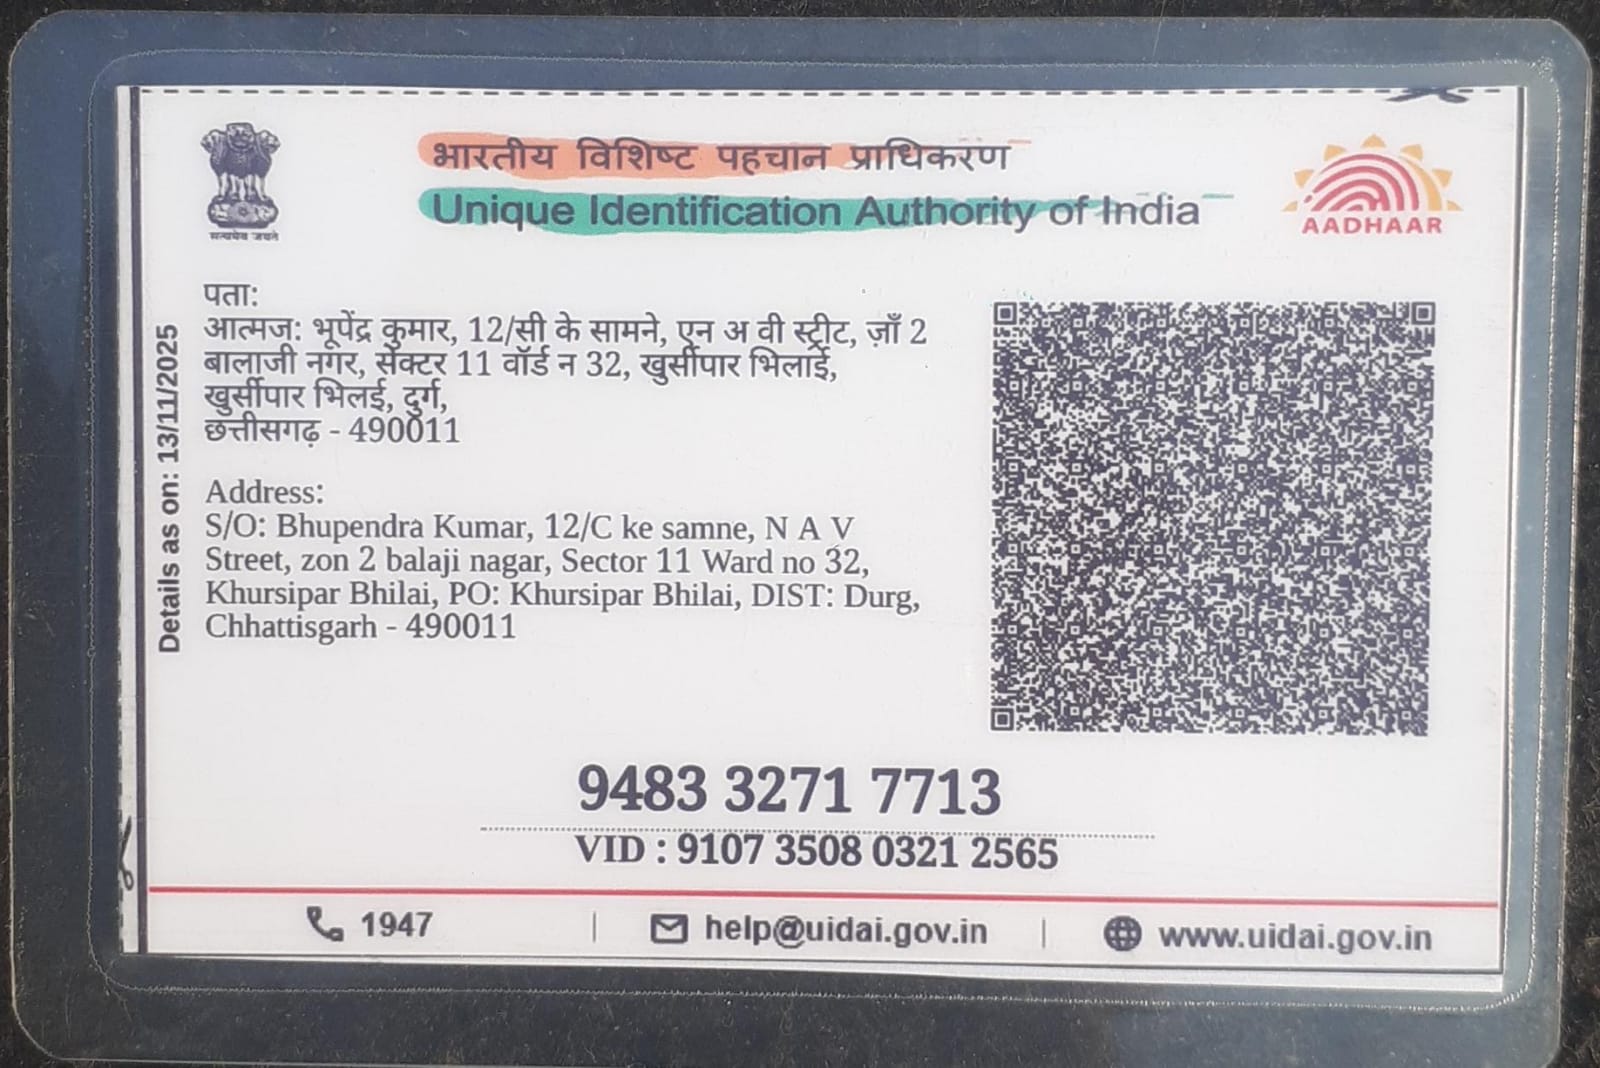 भारतीय विशिष्ट पहचान प्राधिकरण
Unique Identification Authority of India
सत्यमेव जयते
AADHAAR
Details as on: 13/11/2025
पता:
आत्मज: भूपेंद्र कुमार, 12/सी के सामने, एन अ वी स्ट्रीट, ज़ॉं 2
बालाजी नगर, सेक्टर 11 वॉर्ड न 32, खुर्सीपार भिलाई,
खुर्सीपार भिलई, दुर्ग,
छत्तीसगढ़ - 490011
Address:
S/O: Bhupendra Kumar, 12/C ke samne, N A V
Street, zon 2 balaji nagar, Sector 11 Ward no 32,
Khursipar Bhilai, PO: Khursipar Bhilai, DIST: Durg,
Chhattisgarh - 490011
9483 3271 7713
VID : 9107 3508 0321 2565
1947 | help@uidai.gov.in | www.uidai.gov.in